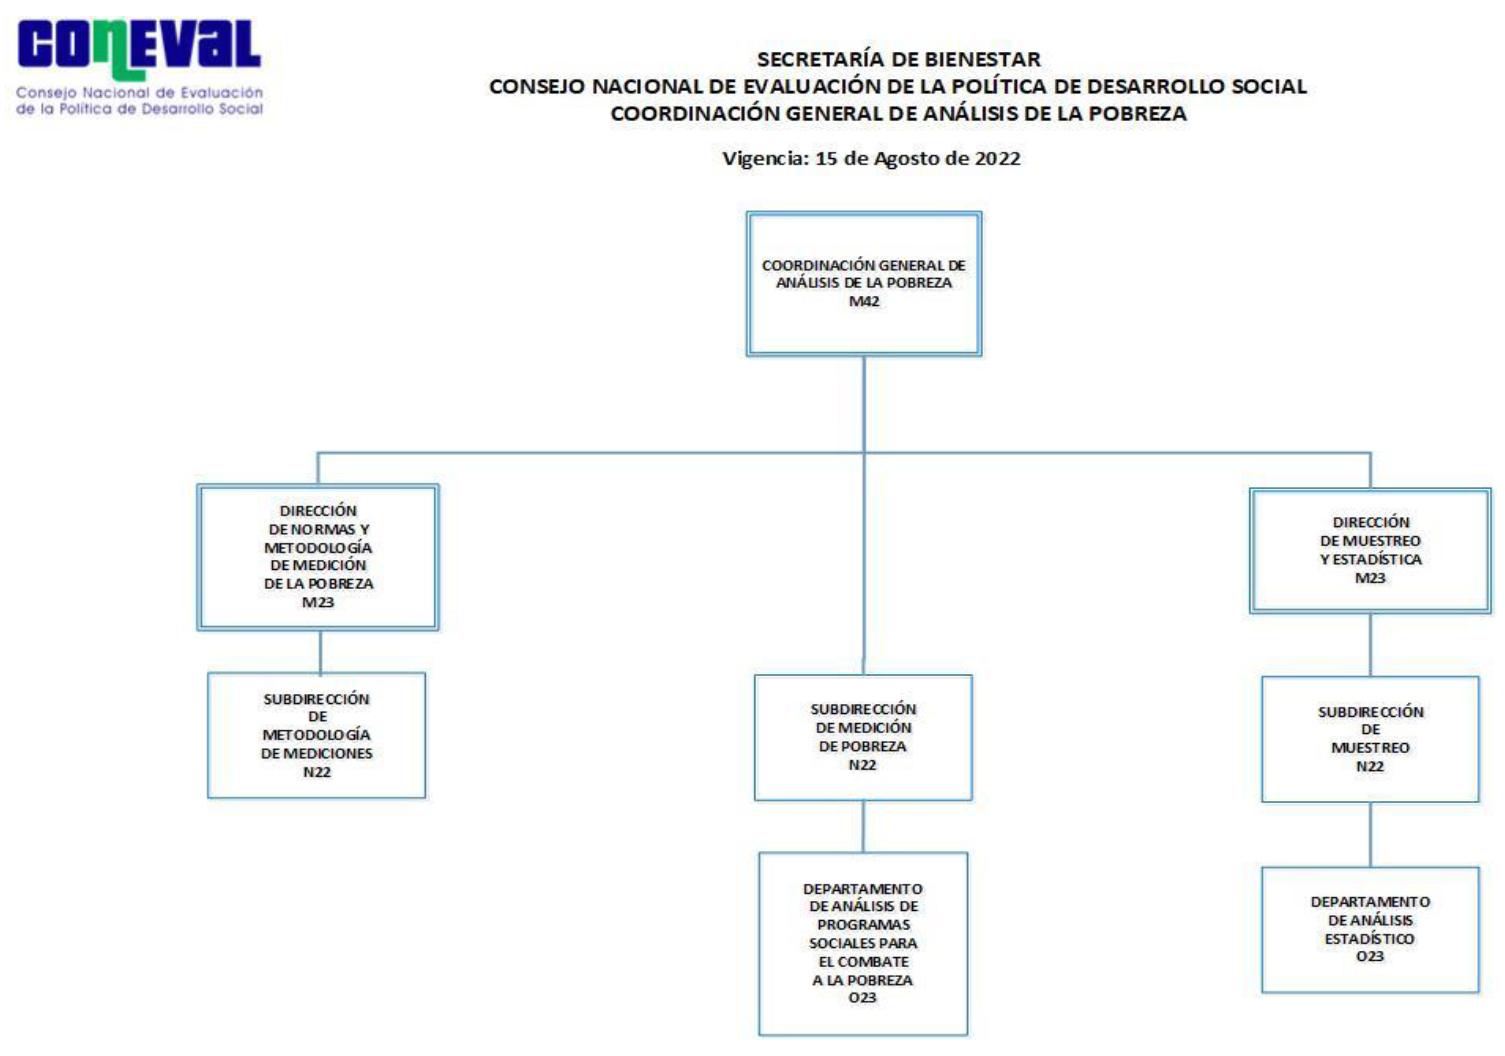 CONEVAL
Consejo Nacional de Evaluación
de la Política de Desarrollo Social
SECRETARÍA DE BIENESTAR
CONSEJO NACIONAL DE EVALUACIÓN DE LA POLÍTICA DE DESARROLLO SOCIAL
COORDINACIÓN GENERAL DE ANÁLISIS DE LA POBREZA
Vigencia: 15 de Agosto de 2022
COORDINACIÓN GENERAL DE
ANÁLISIS DE LA POBREZA
M42
DIRECCIÓN
DE NORMAS Y
METODOLOGÍA
DE MEDICIÓN
DE LA POBREZA
M23
DIRECCIÓN
DE MUESTREO
Y ESTADÍSTICA
M23
SUBDIRECCIÓN
DE
METODOLOGÍA
DE MEDICIONES
N22
SUBDIRECCIÓN
DE MEDICIÓN
DE POBREZA
N22
SUBDIRECCIÓN
DE
MUESTREO
N22
DEPARTAMENTO
DE ANÁLISIS DE
PROGRAMAS
SOCIALES PARA
EL COMBATE
A LA POBREZA
O23
DEPARTAMENTO
DE ANÁLISIS
ESTADÍSTICO
O23